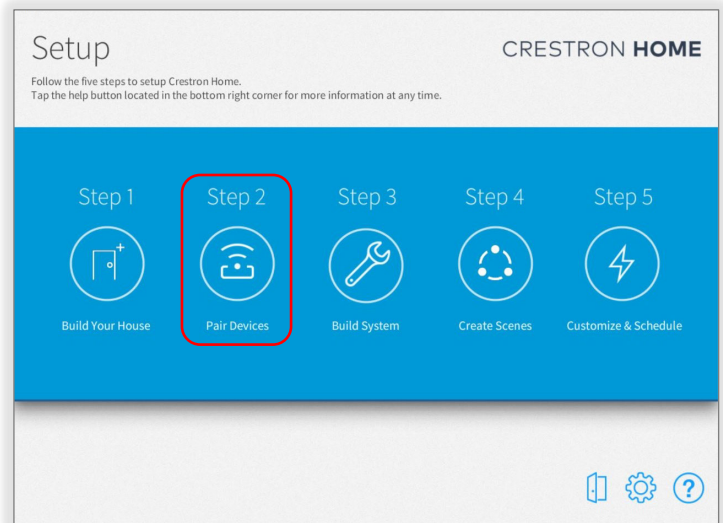 Setup
CRESTRON HOME
Follow the five steps to setup Crestron Home.
Tap the help button located in the bottom right corner for more information at any time.
Step 1
Step 2
Step 3
Step 4
Step 5
Build Your House
Pair Devices
Build System
Create Scenes
Customize & Schedule
?